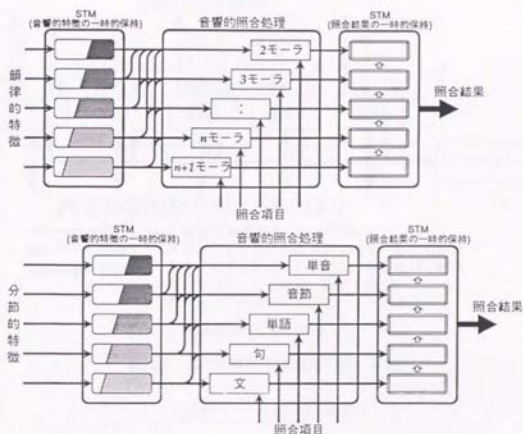 STM
(音響的特徴の一時的保持)
音響的照合処理
STM
(照合結果の一時的保持)
韻律的特徴
2モーラ
3モーラ
:
nモーラ
n+1モーラ
照合項目
照合結果
STM
(音響的特徴の一時的保持)
音響的照合処理
STM
(照合結果の一時的保持)
分節的特徴
単音
音節
単語
句
文
照合項目
照合結果